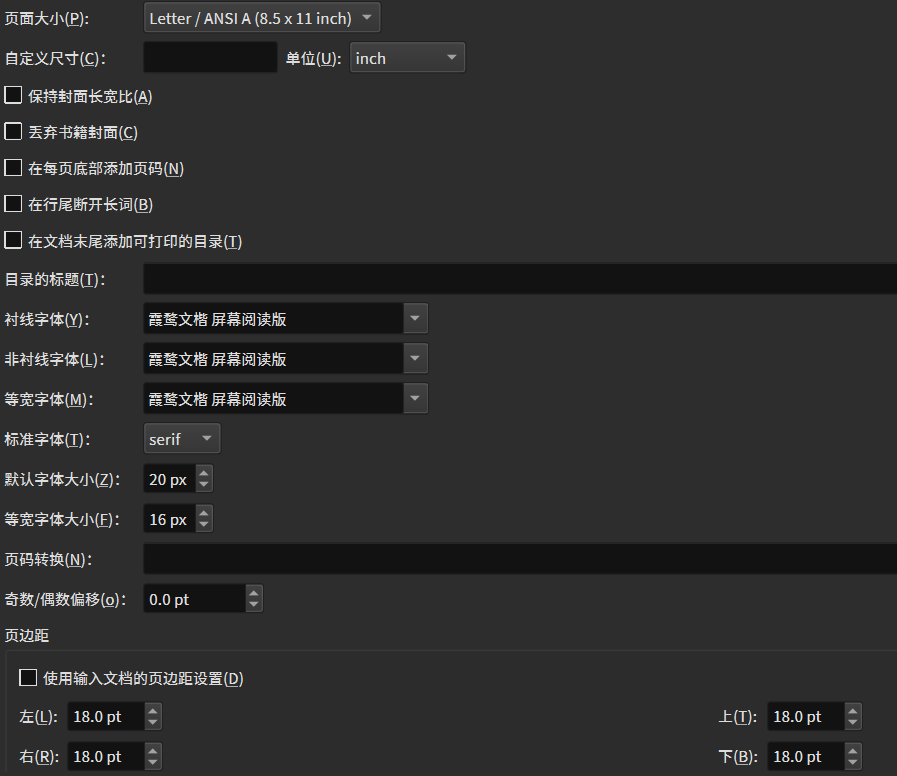 页面大小(P): Letter / ANSI A (8.5 x 11 inch)
自定义尺寸(C): 单位(U): inch
保持封面长宽比(A)
丢弃书籍封面(C)
在每页底部添加页码(N)
在行尾断开长词(B)
在文档末尾添加可打印的目录(T)
目录的标题(T):
衬线字体(Y): 霞鹜文楷 屏幕阅读版
非衬线字体(L): 霞鹜文楷 屏幕阅读版
等宽字体(M): 霞鹜文楷 屏幕阅读版
标准字体(T): serif
默认字体大小(Z): 20 px
等宽字体大小(F): 16 px
页码转换(N):
奇数/偶数偏移(o): 0.0 pt
页边距
使用输入文档的页边距设置(D)
左(L): 18.0 pt 上(T): 18.0 pt
右(R): 18.0 pt 下(B): 18.0 pt